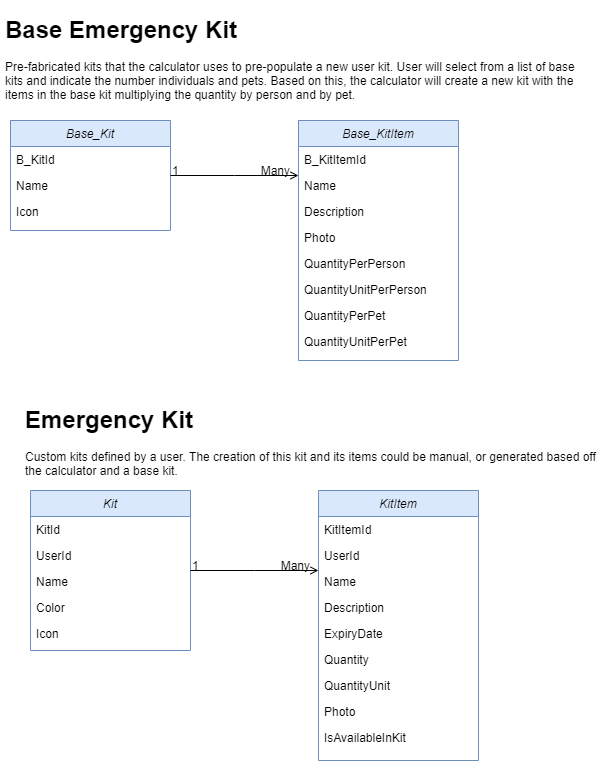 Base Emergency Kit
Pre-fabricated kits that the calculator uses to pre-populate a new user kit. User will select from a list of base
kits and indicate the number individuals and pets. Based on this, the calculator will create a new kit with the
items in the base kit multiplying the quantity by person and by pet.
Base_Kit
B_KitId
Name
Icon
1
Many
Base_KitItem
B_KitItemId
Name
Description
Photo
QuantityPerPerson
QuantityUnitPerPerson
QuantityPerPet
QuantityUnitPerPet
Emergency Kit
Custom kits defined by a user. The creation of this kit and its items could be manual, or generated based off
the calculator and a base kit.
Kit
KitId
UserId
Name
Color
Icon
1
Many
KitItem
KitItemId
UserId
Name
Description
ExpiryDate
Quantity
QuantityUnit
Photo
IsAvailableInKit